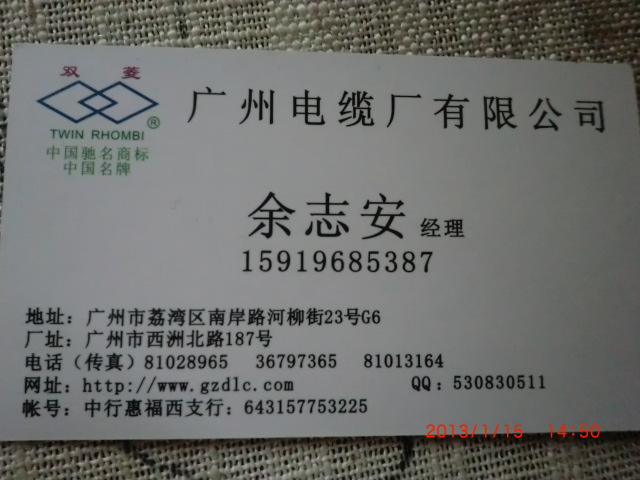 双菱
TWIN RHOMBI®
中国驰名商标
中国名牌
广州电缆厂有限公司
余志安 经理
15919685387
地址：广州市荔湾区南岸路河柳街23号G6
厂址：广州市西洲北路187号
电话（传真）81028965 36797365 81013164
网址：http://www.gzdlc.com QQ：530830511
帐号：中行惠福西支行：643157753225
2013/1/15 14:50